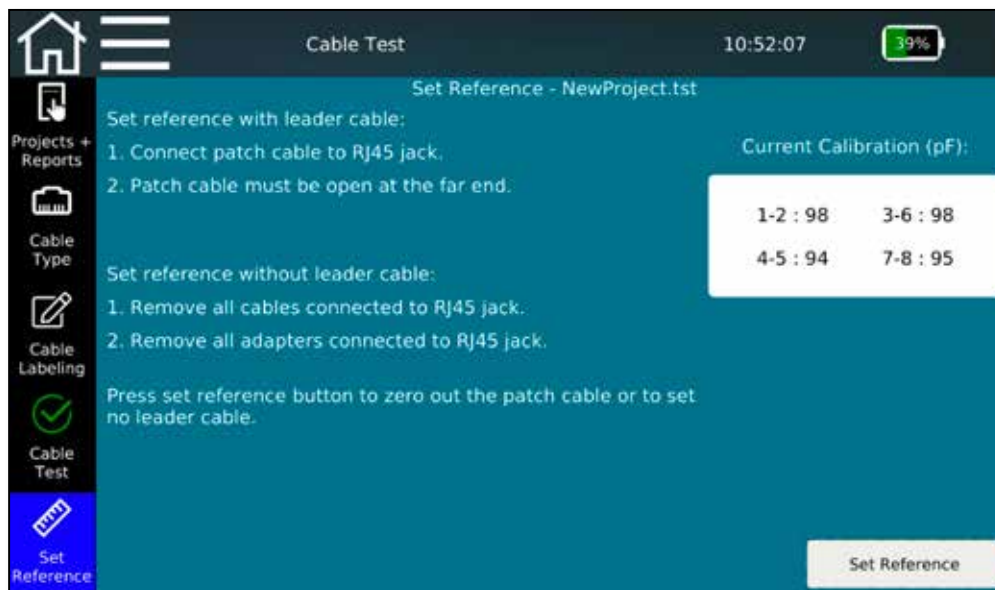 Cable Test
10:52:07
39%
Projects +
Reports
Cable
Type
Cable
Labeling
Cable
Test
Set
Reference
Set Reference - NewProject.tst
Set reference with leader cable:
1. Connect patch cable to RJ45 jack.
2. Patch cable must be open at the far end.
Set reference without leader cable:
1. Remove all cables connected to RJ45 jack.
2. Remove all adapters connected to RJ45 jack.
Press set reference button to zero out the patch cable or to set
no leader cable.
Current Calibration (pF):
1-2 : 98 3-6 : 98
4-5 : 94 7-8 : 95
Set Reference